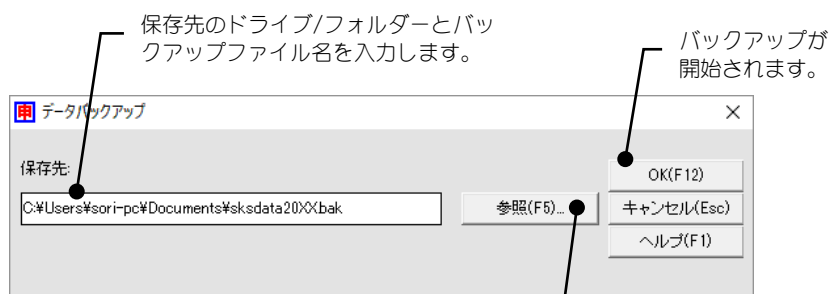 保存先のドライブ/フォルダーとバッ
クアップファイル名を入力します。
バックアップが
開始されます。
申 データバックアップ
保存先:
OK(F12)
C:¥Users¥sori-pc¥Documents¥sksdata20XX.bak
参照(F5)...
キャンセル(Esc)
ヘルプ(F1)